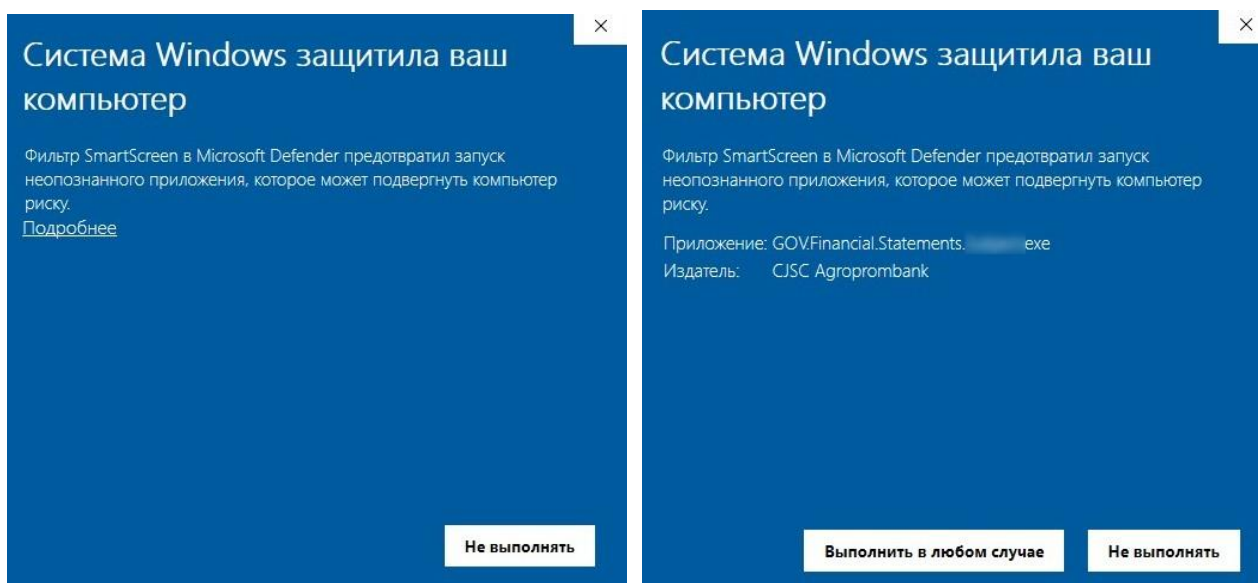 Система Windows защитила ваш
компьютер
Фильтр SmartScreen в Microsoft Defender предотвратил запуск
неопознанного приложения, которое может подвергнуть компьютер
риску.
Подробнее
Не выполнять
Система Windows защитила ваш
компьютер
Фильтр SmartScreen в Microsoft Defender предотвратил запуск
неопознанного приложения, которое может подвергнуть компьютер
риску.
Приложение: GOV.Financial.Statements. exe
Издатель: CJSC Agroprombank
Выполнить в любом случае
Не выполнять